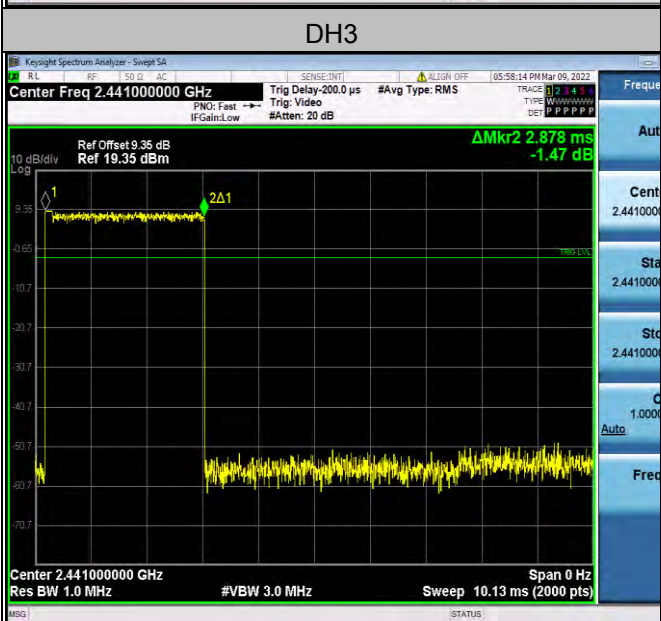 DH3
Keysight Spectrum Analyzer - Swept SA
RL RF 50 Ω AC SENSE:INT ALIGN OFF 05:58:14 PM Mar 09, 2022
Center Freq 2.441000000 GHz
PNO: Fast
IFGain:Low
Trig Delay-200.0 µs
Trig: Video
#Atten: 20 dB
#Avg Type: RMS
TRACE 1 2 3 4 5 6
TYPE WWWWWW
DET P P P P P P
Freque
Ref Offset 9.35 dB
10 dB/div Ref 19.35 dBm
Log
ΔMkr2 2.878 ms
-1.47 dB
1
2Δ1
TRIG LVL
9.35
-0.65
-10.7
-20.7
-30.7
-40.7
-50.7
-60.7
-70.7
Center 2.441000000 GHz Span 0 Hz
Res BW 1.0 MHz #VBW 3.0 MHz Sweep 10.13 ms (2000 pts)
MSG STATUS
Aut
Cent
2.4410000
Sta
2.4410000
Sto
2.4410000
C
1.0000
Auto
Freq